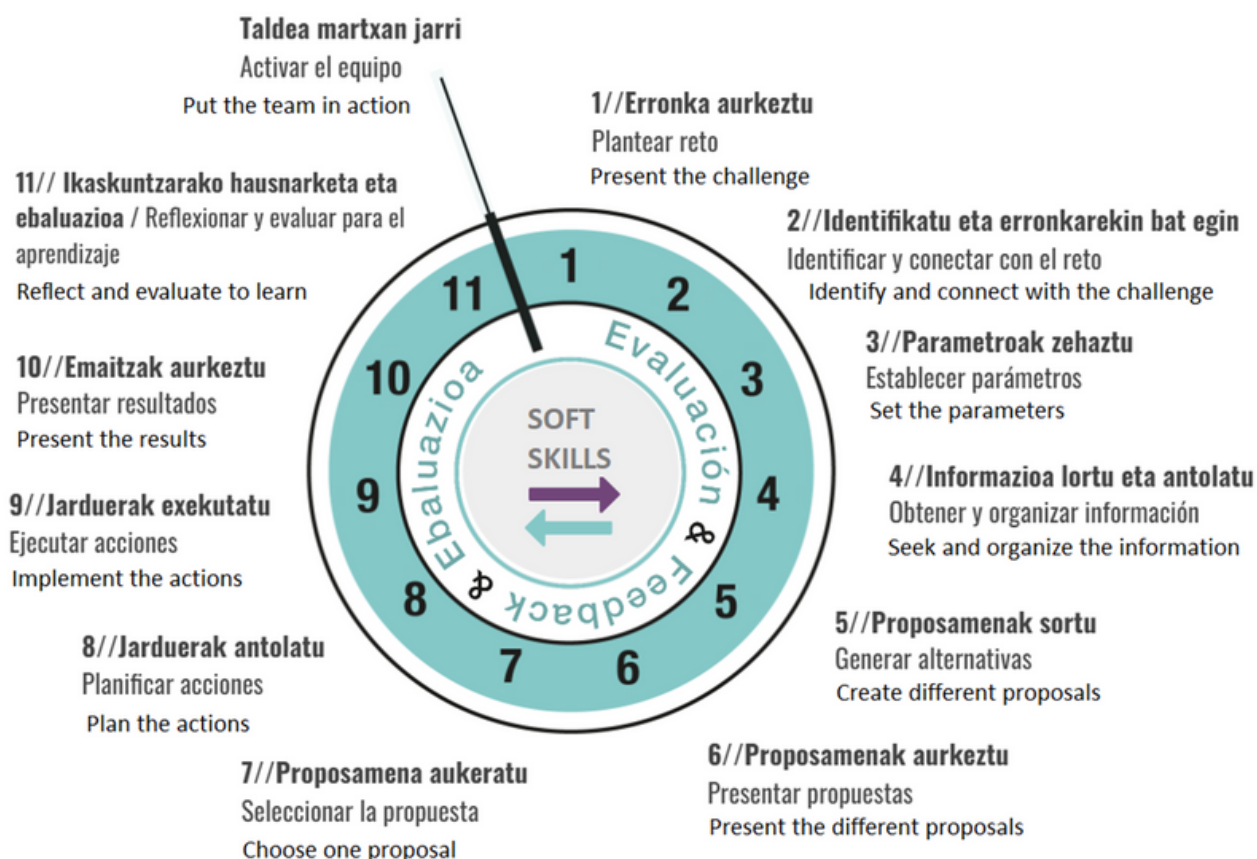 Taldea martxan jarri
Activar el equipo
Put the team in action
1//Erronka aurkeztu
Plantear reto
Present the challenge
2//Identifikatu eta erronkarekin bat egin
Identificar y conectar con el reto
Identify and connect with the challenge
3//Parametroak zehaztu
Establecer parámetros
Set the parameters
4//Informazioa lortu eta antolatu
Obtener y organizar información
Seek and organize the information
5//Proposamenak sortu
Generar alternativas
Create different proposals
6//Proposamenak aurkeztu
Presentar propuestas
Present the different proposals
7//Proposamena aukeratu
Seleccionar la propuesta
Choose one proposal
8//Jarduerak antolatu
Planificar acciones
Plan the actions
9//Jarduerak exekutatu
Ejecutar acciones
Implement the actions
10//Emaitzak aurkeztu
Presentar resultados
Present the results
11// Ikaskuntzarako hausnarketa eta
ebaluazioa / Reflexionar y evaluar para el
aprendizaje
Reflect and evaluate to learn
1
2
3
4
5
6
7
8
9
10
11
Evaluación & Feedback & Ebaluazioa
SOFT
SKILLS